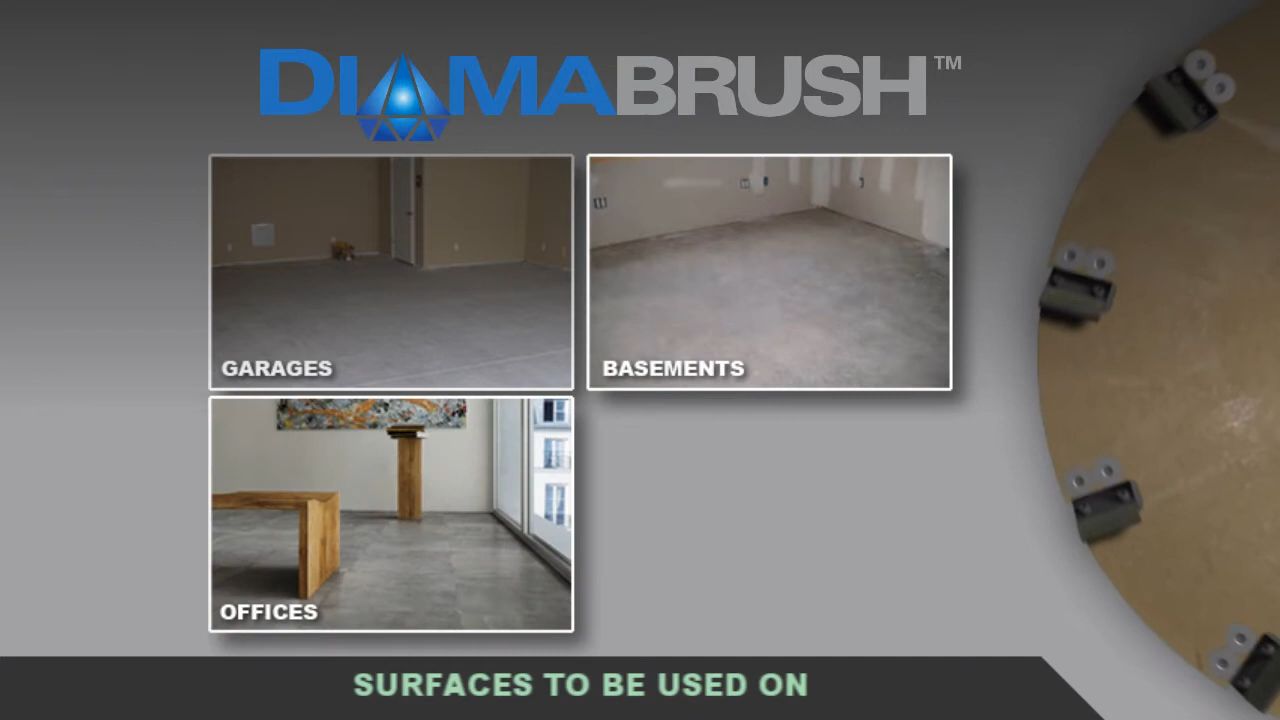 DIAMABRUSH™
GARAGES
BASEMENTS
OFFICES
SURFACES TO BE USED ON